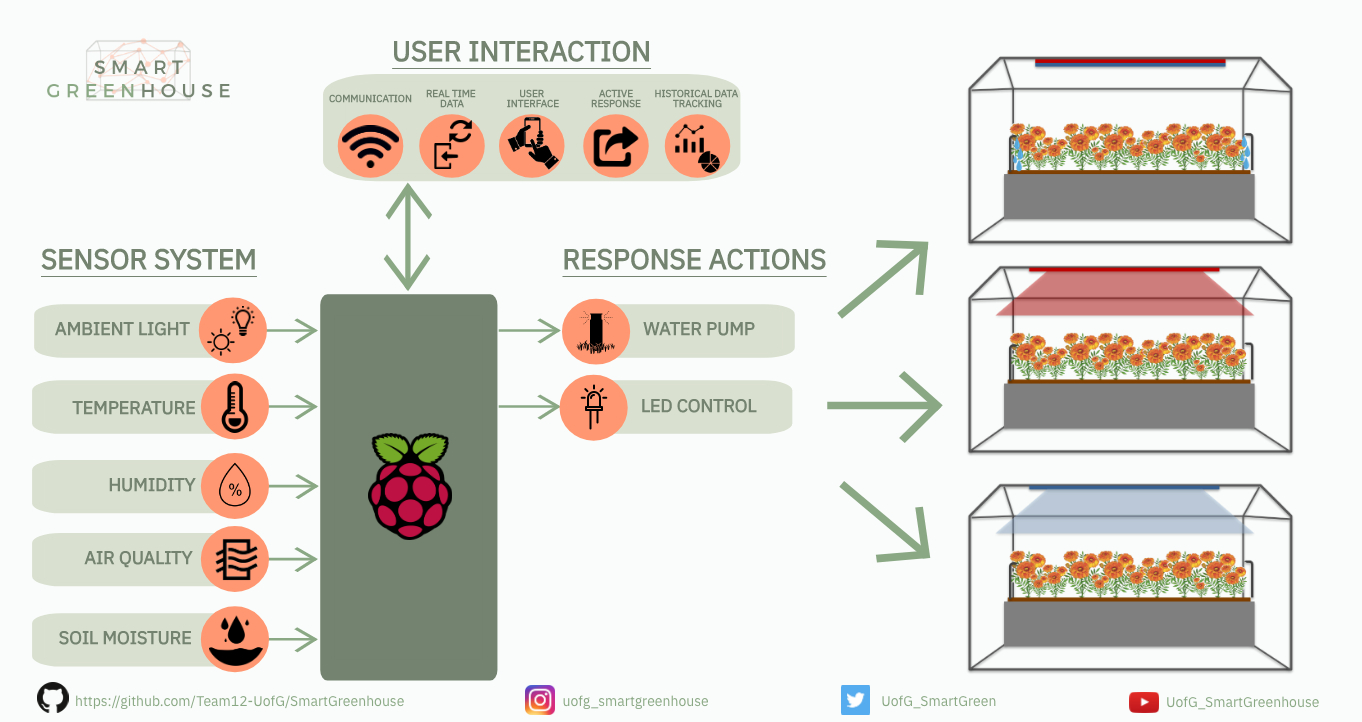 SMART
GREENHOUSE
USER INTERACTION
COMMUNICATION
REAL TIME
DATA
USER
INTERFACE
ACTIVE
RESPONSE
HISTORICAL DATA
TRACKING
SENSOR SYSTEM
AMBIENT LIGHT
TEMPERATURE
HUMIDITY
%
AIR QUALITY
SOIL MOISTURE
RESPONSE ACTIONS
WATER PUMP
LED CONTROL
https://github.com/Team12-UofG/SmartGreenhouse
uofg_smartgreenhouse
UofG_SmartGreen
UofG_SmartGreenhouse